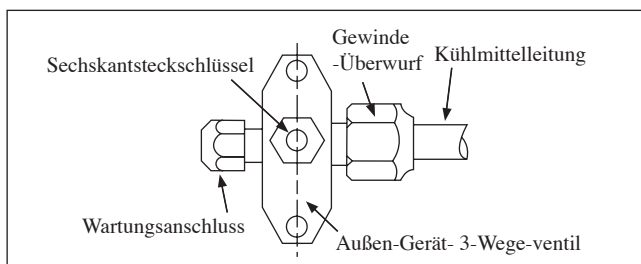 Gewinde
-Überwurf
Sechskantsteckschlüssel
Kühlmittelleitung
Wartungsanschluss
Außen-Gerät- 3-Wege-ventil